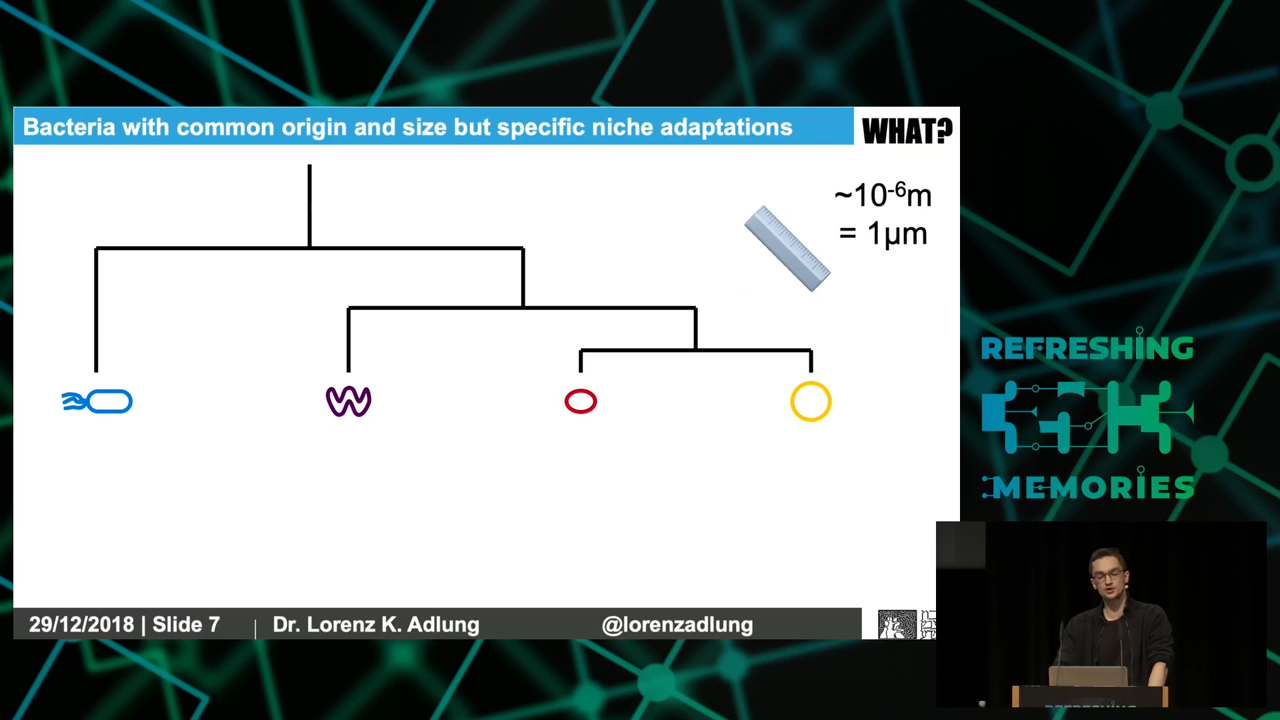 Bacteria with common origin and size but specific niche adaptations
WHAT?
~10⁻⁶m
= 1µm
REFRESHING
35C3
MEMORIES
29/12/2018 | Slide 7 | Dr. Lorenz K. Adlung @lorenzadlung